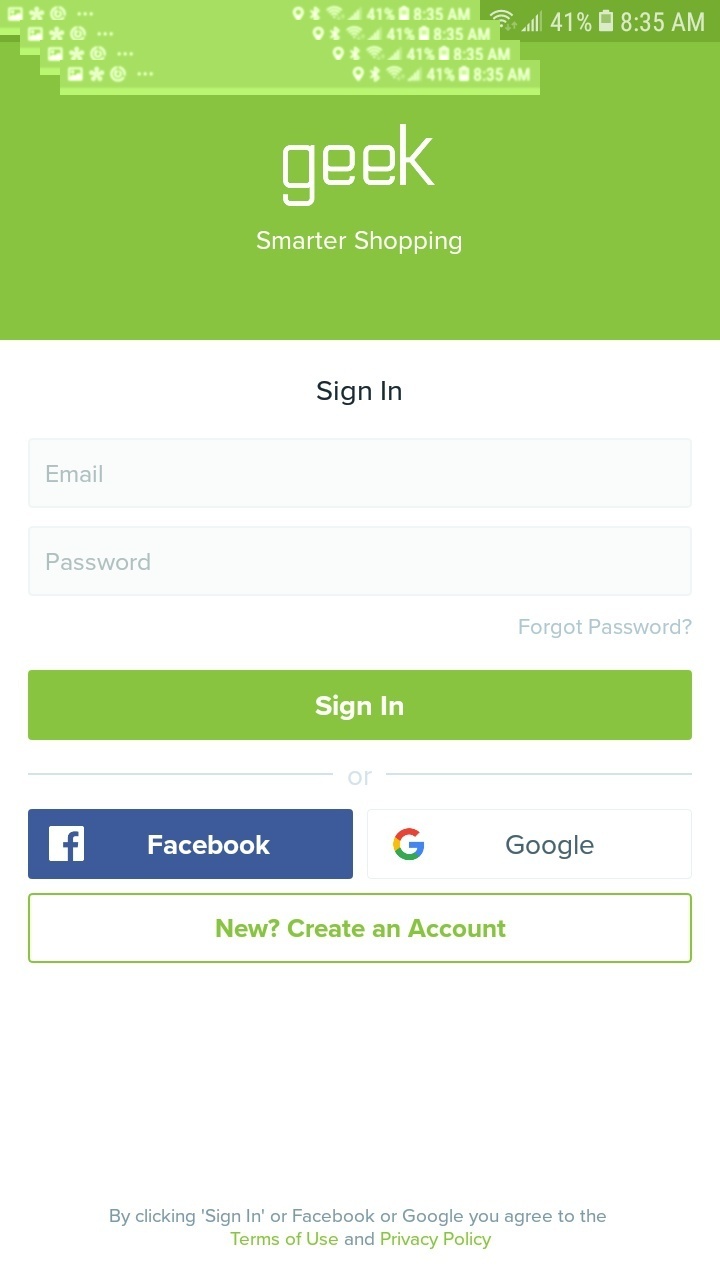 41% 8:35 AM
41% 8:35 AM
41% 8:35 AM
41% 8:35 AM
41% 8:35 AM
geek
Smarter Shopping
Sign In
Email
Password
Forgot Password?
Sign In
or
Facebook Google
New? Create an Account
By clicking 'Sign In' or Facebook or Google you agree to the
Terms of Use and Privacy Policy